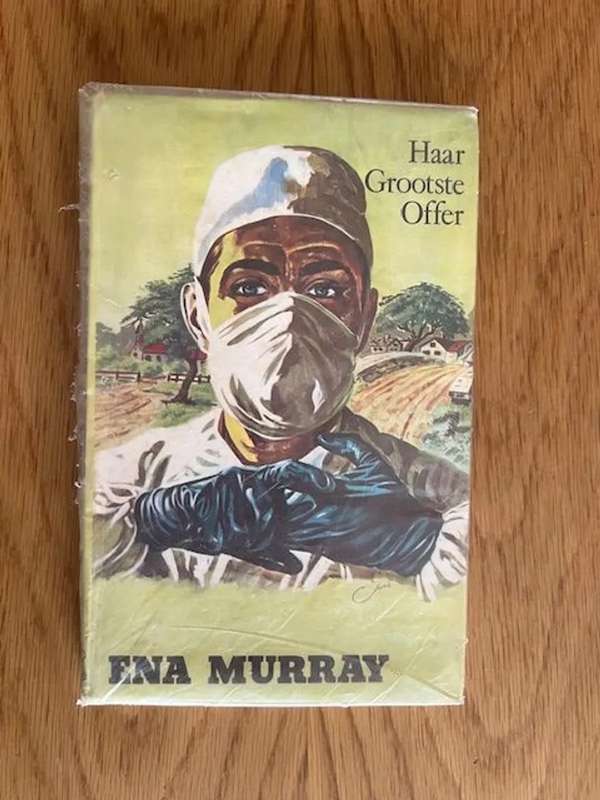 Haar
Grootste
Offer
ENA MURRAY